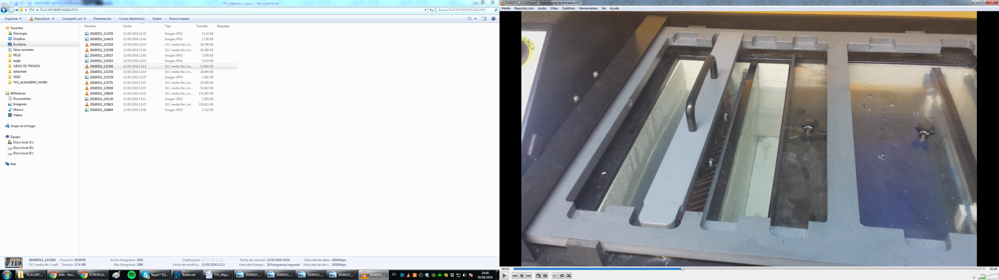 TFG ▸ PLACAPCBMETALIZACION
Buscar PLACAPCBMETALIZACION
Organizar
Reproducir
Compartir con
Presentación
Correo electrónico
Grabar
Nueva carpeta
Favoritos
Descargas
Dropbox
Escritorio
Sitios recientes
PELIS
eagle
JUEGO DE TRONOS
datasheet
VISIO
TFG_ALEJANDRO_WORD
Bibliotecas
Documentos
Imágenes
Música
Vídeos
Grupo en el hogar
Equipo
Disco local (C:)
Disco local (D:)
Disco local (E:)
Red
Nombre Fecha Tipo Tamaño Etiquetas
20160511_113335 11/05/2016 11:33 Imagen JPEG 3.132 KB
20160511_114423 11/05/2016 11:44 Imagen JPEG 1.726 KB
20160511_115316 11/05/2016 11:53 VLC media file (.m... 29.706 KB
20160511_115359 11/05/2016 11:54 VLC media file (.m... 38.280 KB
20160511_120527 11/05/2016 12:05 Imagen JPEG 2.700 KB
20160511_121053 11/05/2016 12:10 Imagen JPEG 3.143 KB
20160511_121305 11/05/2016 12:13 VLC media file (.m... 17.894 KB
20160511_121355 11/05/2016 12:14 VLC media file (.m... 26.894 KB
20160511_123729 11/05/2016 12:37 Imagen JPEG 1.491 KB
20160511_123731 11/05/2016 12:37 VLC media file (.m... 23.638 KB
20160511_125659 11/05/2016 12:57 VLC media file (.m... 54.363 KB
20160511_150839 11/05/2016 15:10 VLC media file (.m... 171.467 KB
20160511_151130 11/05/2016 15:11 Imagen JPEG 2.555 KB
20160511_153615 11/05/2016 15:37 VLC media file (.m... 119.611 KB
20160511_154804 11/05/2016 15:48 Imagen JPEG 2.732 KB
20160511_121305 Duración: 00:00:08 Ancho fotograma: 1920 Clasificación: Fecha de creación: 22/05/2016 16:04 Velocidad de datos: 18184kbps
VLC media file (.mp4) Tamaño: 17,4 MB Alto fotograma: 1080 Fecha de modifica... 11/05/2016 12:13 Velocidad fotogra... 29 fotogramas/segundo Velocidad de bits t... 18316kbps
PLACAPC...
drills - Bus...
ATRESPLA...
Skype™ [5]...
Battle.net
TFG_Aleja...
20160511_...
20160511_...
20160511_...
20160511_...
20160511_...
ES
16:40
30/08/2016
20160511_121305.mp4 - Reproductor multimedia VLC
Medio Reproducción Audio Vídeo Subtítulo Herramientas Ver Ayuda
ENCY
00:03
00:08
47%